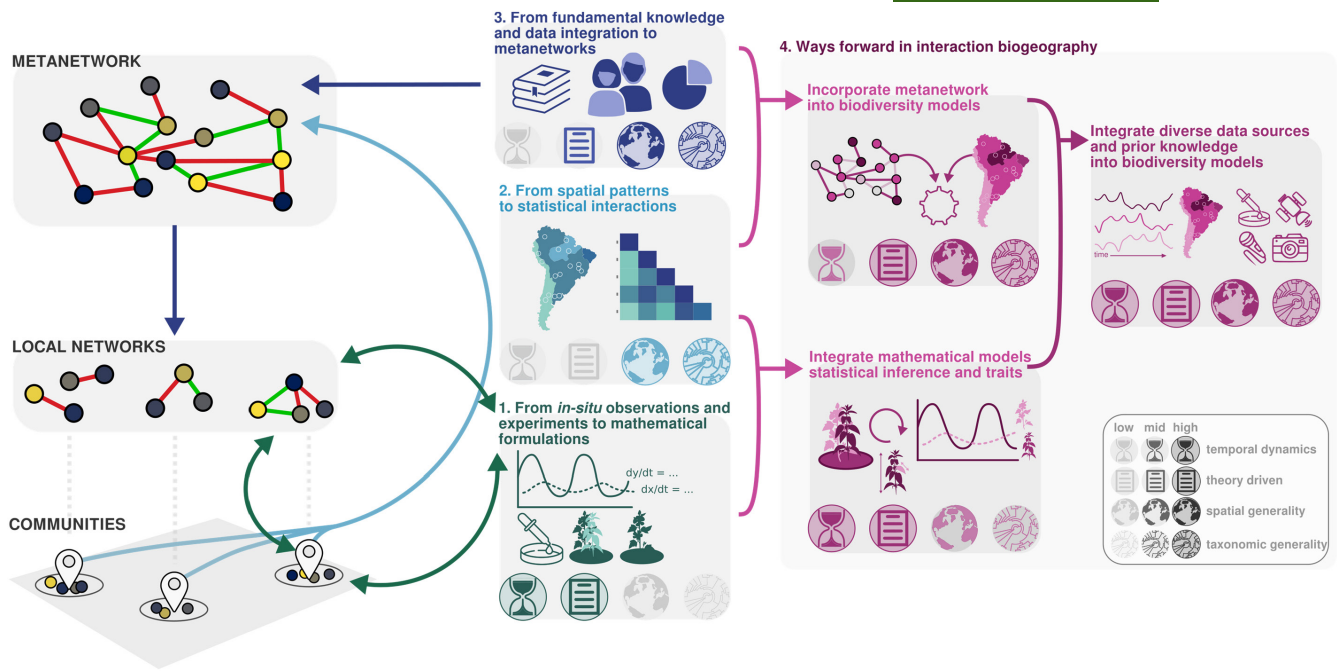 METANETWORK
3. From fundamental knowledge
and data integration to
metanetworks
2. From spatial patterns
to statistical interactions
LOCAL NETWORKS
1. From in-situ observations and
experiments to mathematical
formulations
dy/dt = ...
dx/dt = ...
COMMUNITIES
4. Ways forward in interaction biogeography
Incorporate metanetwork
into biodiversity models
Integrate diverse data sources
and prior knowledge
into biodiversity models
time
Integrate mathematical models
statistical inference and traits
low mid high
temporal dynamics
theory driven
spatial generality
taxonomic generality